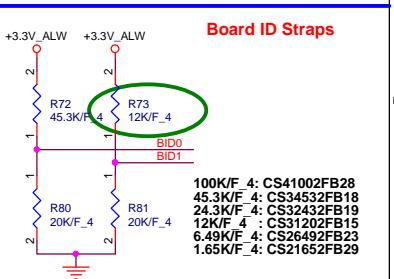 Board ID Straps
+3.3V_ALW +3.3V_ALW
2 2
R72 R73
45.3K/F_4 12K/F_4
1 1
BID0
BID1
1 1
R80 R81
20K/F_4 20K/F_4
2 2
100K/F_4: CS41002FB28
45.3K/F_4: CS34532FB18
24.3K/F_4: CS32432FB19
12K/F_4 : CS31202FB15
6.49K/F_4: CS26492FB23
1.65K/F_4: CS21652FB29